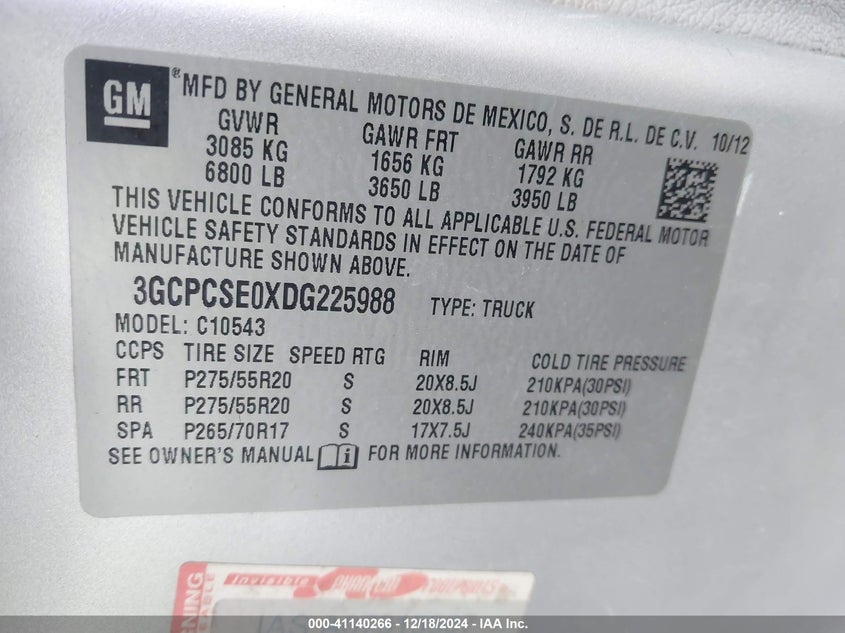 GM
® MFD BY GENERAL MOTORS DE MEXICO, S. DE R.L. DE C.V. 10/12
GVWR GAWR FRT GAWR RR
3085 KG 1656 KG 1792 KG
6800 LB 3650 LB 3950 LB
THIS VEHICLE CONFORMS TO ALL APPLICABLE U.S. FEDERAL MOTOR
VEHICLE SAFETY STANDARDS IN EFFECT ON THE DATE OF
MANUFACTURE SHOWN ABOVE.
3GCPCSE0XDG225988 TYPE: TRUCK
MODEL: C10543
CCPS TIRE SIZE SPEED RTG RIM COLD TIRE PRESSURE
FRT P275/55R20 S 20X8.5J 210KPA(30PSI)
RR P275/55R20 S 20X8.5J 210KPA(30PSI)
SPA P265/70R17 S 17X7.5J 240KPA(35PSI)
SEE OWNER'S MANUAL i FOR MORE INFORMATION.
Invisible
000-41140266 - 12/18/2024 - IAA Inc.